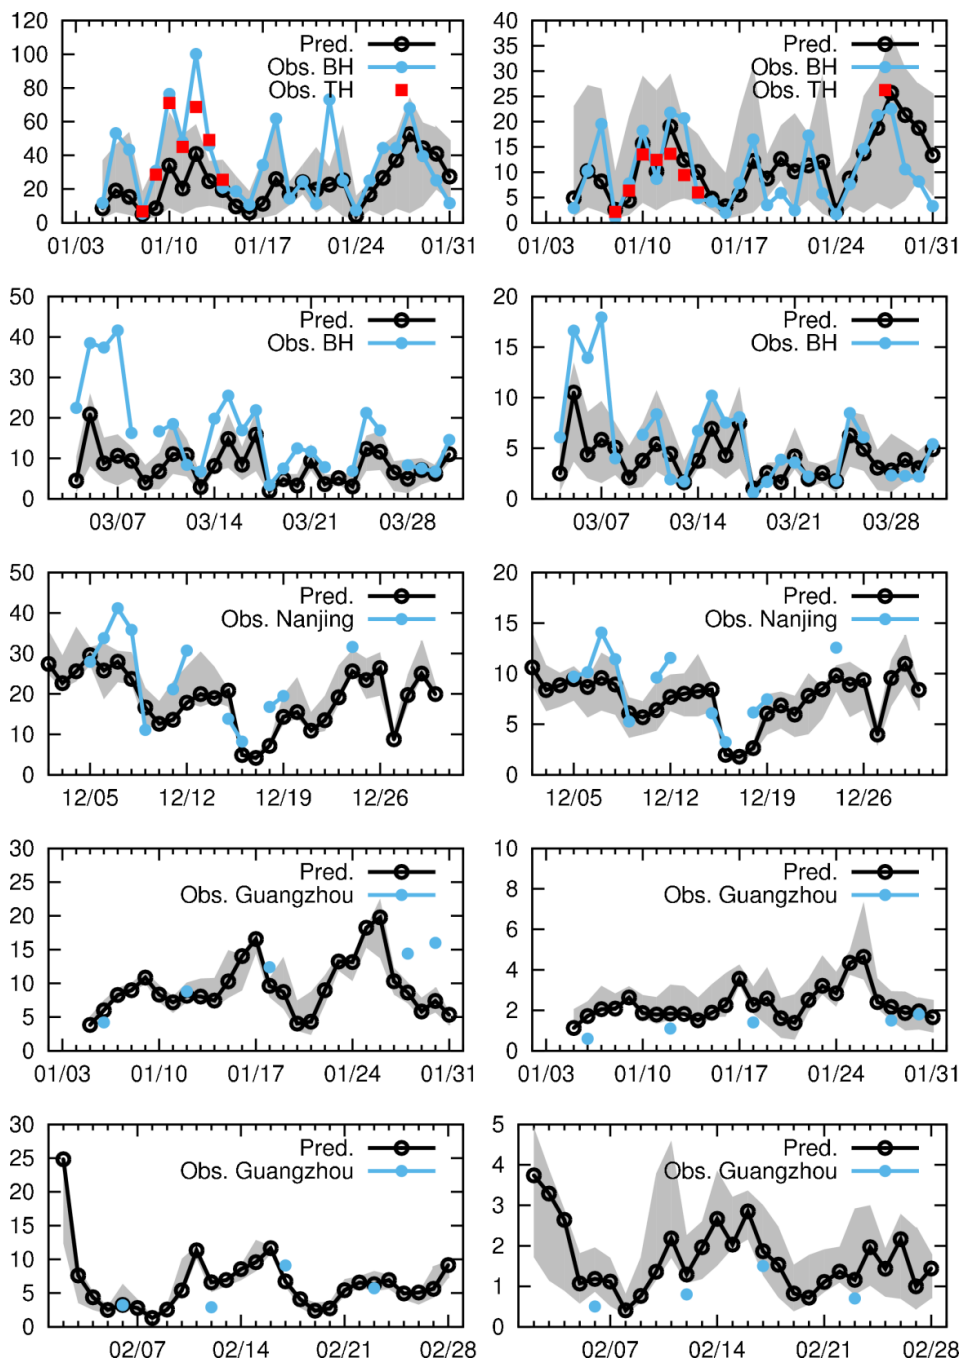 120
100
80
60
40
20
0
Pred.
Obs. BH
Obs. TH
01/03 01/10 01/17 01/24 01/31
40
35
30
25
20
15
10
5
0
Pred.
Obs. BH
Obs. TH
01/03 01/10 01/17 01/24 01/31
50
40
30
20
10
0
Pred.
Obs. BH
03/07 03/14 03/21 03/28
20
15
10
5
0
Pred.
Obs. BH
03/07 03/14 03/21 03/28
50
40
30
20
10
0
Pred.
Obs. Nanjing
12/05 12/12 12/19 12/26
20
15
10
5
0
Pred.
Obs. Nanjing
12/05 12/12 12/19 12/26
30
25
20
15
10
5
0
Pred.
Obs. Guangzhou
01/03 01/10 01/17 01/24 01/31
10
8
6
4
2
0
Pred.
Obs. Guangzhou
01/03 01/10 01/17 01/24 01/31
30
25
20
15
10
5
0
Pred.
Obs. Guangzhou
02/07 02/14 02/21 02/28
5
4
3
2
1
0
Pred.
Obs. Guangzhou
02/07 02/14 02/21 02/28